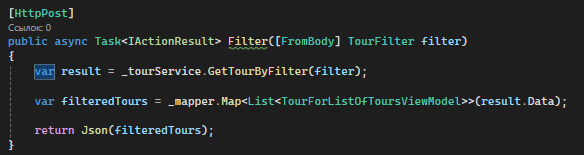 [HttpPost]
Ссылок: 0
public async Task<IActionResult> Filter([FromBody] TourFilter filter)
{
var result = _tourService.GetTourByFilter(filter);
var filteredTours = _mapper.Map<List<TourForListOfToursViewModel>>(result.Data);
return Json(filteredTours);
}